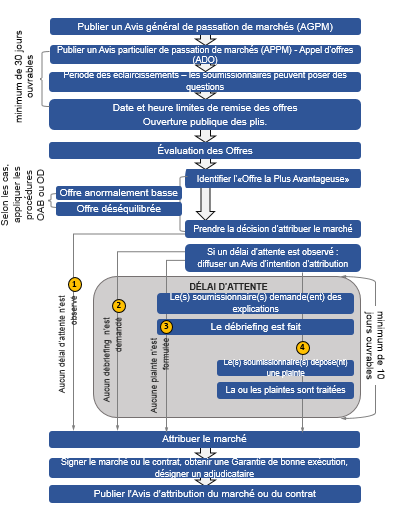 Publier un Avis général de passation de marchés (AGPM)
Publier un Avis particulier de passation de marchés (APPM) - Appel d'offres
(ADO)
Période des éclaircissements – les soumissionnaires peuvent poser des
questions
Date et heure limites de remise des offres
Ouverture publique des plis.
minimum de 30 jours
ouvrables
Évaluation des Offres
Selon les cas,
appliquer les
procédures
OAB ou OD
Identifier l'«Offre la Plus Avantageuse»
Offre anormalement basse
Offre déséquilibrée
Prendre la décision d'attribuer le marché
Si un délai d'attente est observé :
diffuser un Avis d'intention d'attribution
DÉLAI D'ATTENTE
Le(s) soumissionnaire(s) demande(ent) des
explications
Le débriefing est fait
Le(s) soumissionnaire(s) dépose(nt)
une plainte
La ou les plaintes sont traitées
1
Aucun délai d'attente n'est
observé
2
Aucun débriefing n'est
demandé
3
Aucune plainte n'est
formulée
4
minimum de 10
jours ouvrables
Attribuer le marché
Signer le marché ou le contrat, obtenir une Garantie de bonne exécution,
désigner un adjudicataire
Publier l'Avis d'attribution du marché ou du contrat